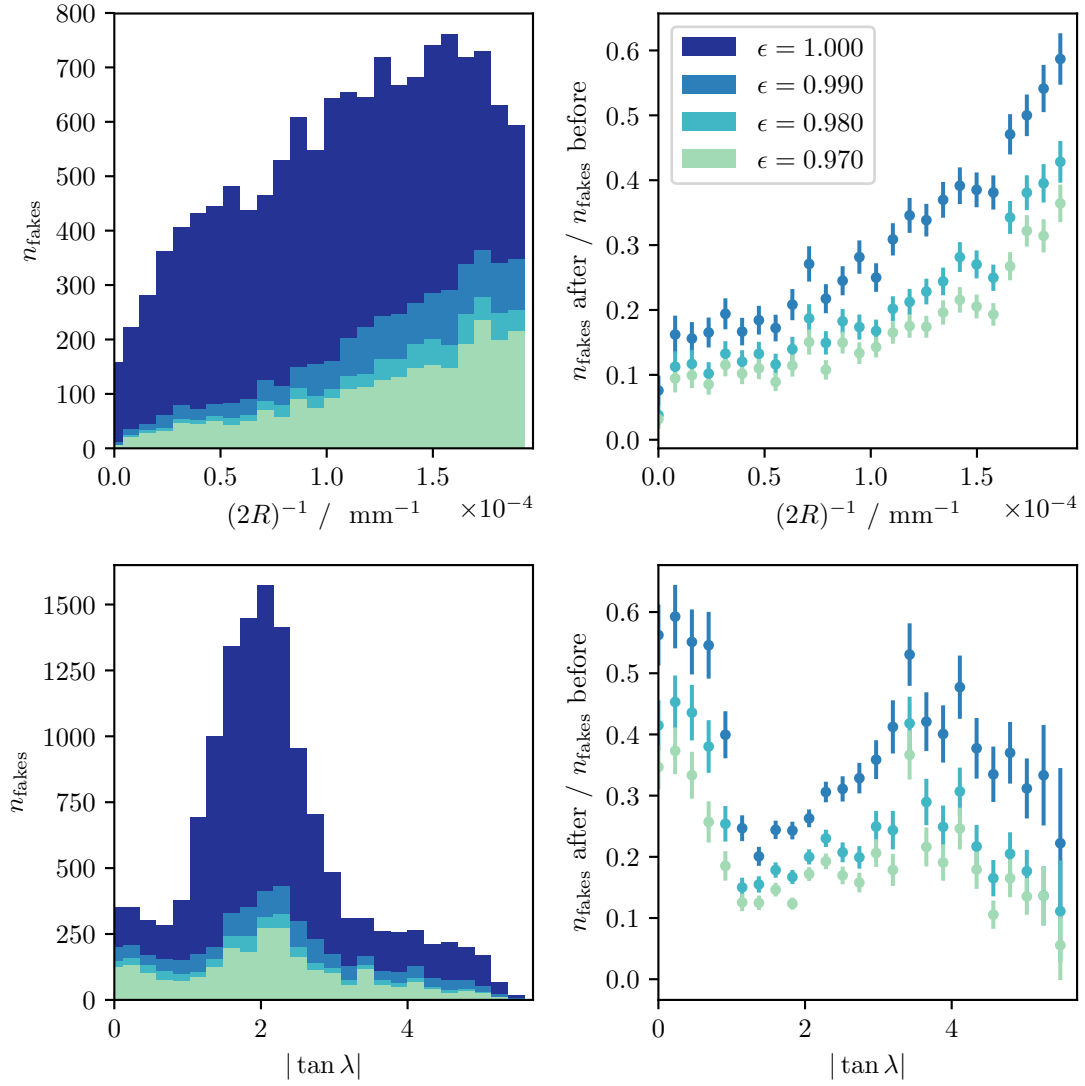 800
700
600
500
400
300
200
100
0
n_fakes
0.0 0.5 1.0 1.5
(2R)⁻¹ / mm⁻¹ ×10⁻⁴
0.6
0.5
0.4
0.3
0.2
0.1
0.0
n_fakes after / n_fakes before
ϵ = 1.000
ϵ = 0.990
ϵ = 0.980
ϵ = 0.970
0.0 0.5 1.0 1.5
(2R)⁻¹ / mm⁻¹ ×10⁻⁴
1500
1250
1000
750
500
250
0
n_fakes
0 2 4
| tan λ|
0.6
0.5
0.4
0.3
0.2
0.1
0.0
n_fakes after / n_fakes before
0 2 4
| tan λ|